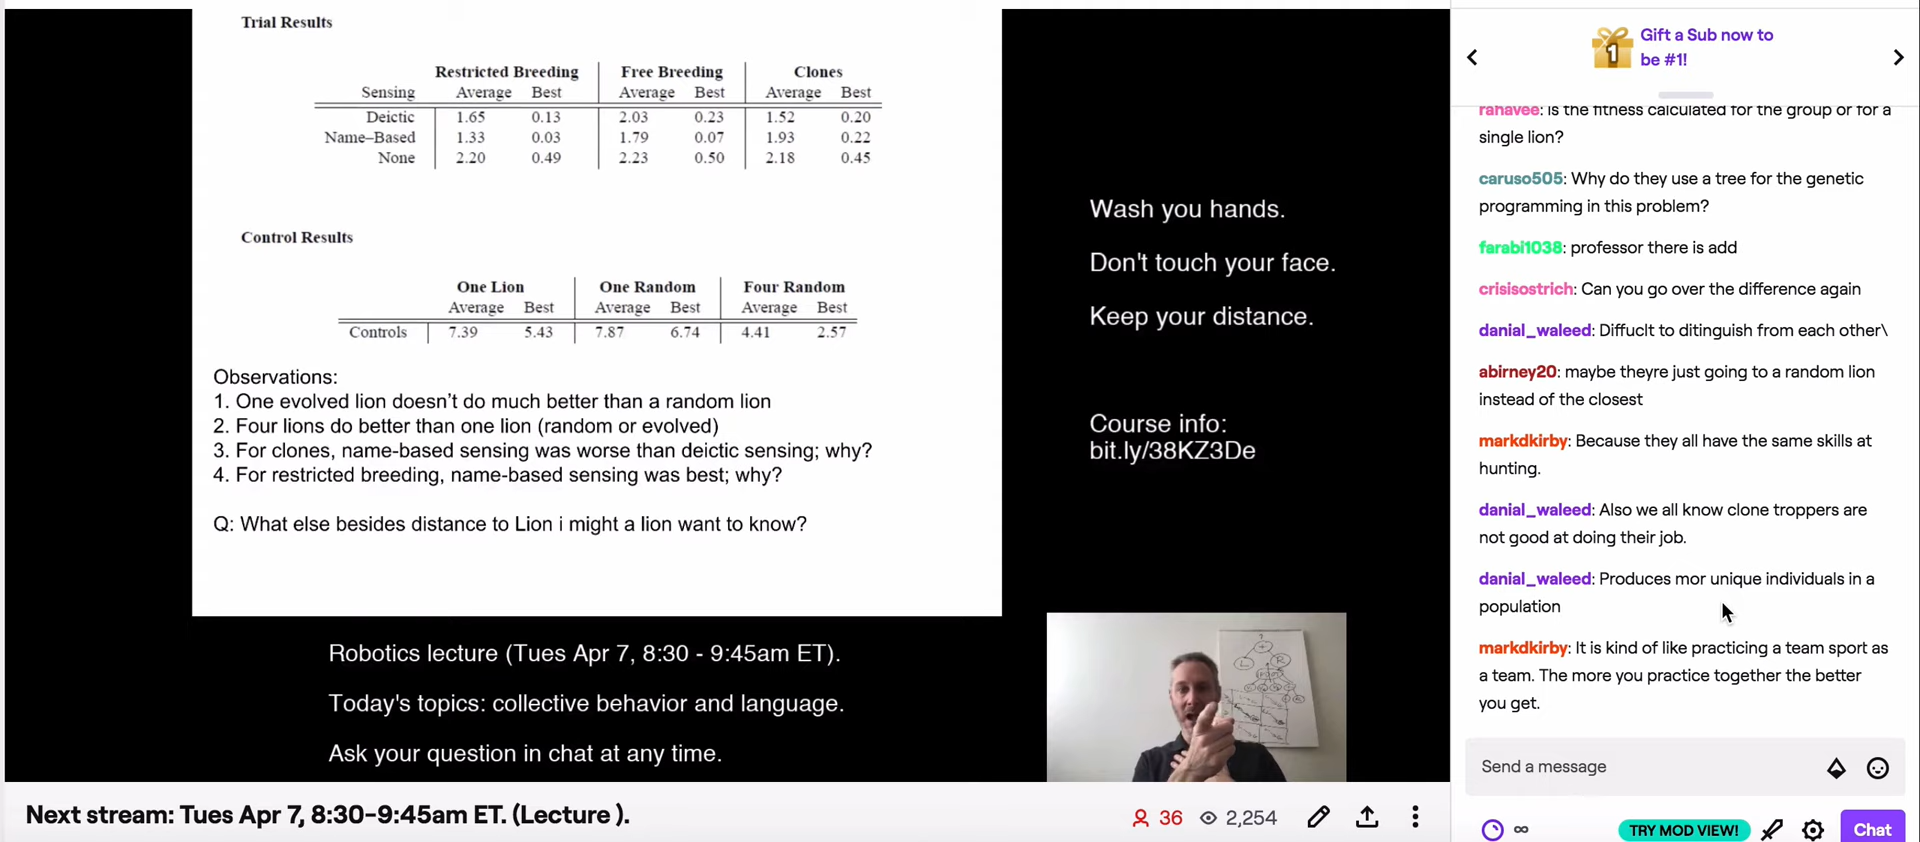 Trial Results
Restricted Breeding Free Breeding Clones
Sensing Average Best Average Best Average Best
Deictic 1.65 0.13 2.03 0.23 1.52 0.20
Name–Based 1.33 0.03 1.79 0.07 1.93 0.22
None 2.20 0.49 2.23 0.50 2.18 0.45
Control Results
One Lion One Random Four Random
Average Best Average Best Average Best
Controls 7.39 5.43 7.87 6.74 4.41 2.57
Observations:
1. One evolved lion doesn't do much better than a random lion
2. Four lions do better than one lion (random or evolved)
3. For clones, name-based sensing was worse than deictic sensing; why?
4. For restricted breeding, name-based sensing was best; why?
Q: What else besides distance to Lion i might a lion want to know?
Wash you hands.
Don't touch your face.
Keep your distance.
Course info:
bit.ly/38KZ3De
Robotics lecture (Tues Apr 7, 8:30 - 9:45am ET).
Today's topics: collective behavior and language.
Ask your question in chat at any time.
L
R
Next stream: Tues Apr 7, 8:30-9:45am ET. (Lecture ).
36 2,254
1
Gift a Sub now to
be #1!
ranavee: is the fitness calculated for the group or for a
single lion?
caruso505: Why do they use a tree for the genetic
programming in this problem?
farabi1038: professor there is add
crisisostrich: Can you go over the difference again
danial_waleed: Diffuclt to ditinguish from each other\
abirney20: maybe theyre just going to a random lion
instead of the closest
markdkirby: Because they all have the same skills at
hunting.
danial_waleed: Also we all know clone troppers are
not good at doing their job.
danial_waleed: Produces mor unique individuals in a
population
markdkirby: It is kind of like practicing a team sport as
a team. The more you practice together the better
you get.
Send a message
∞ TRY MOD VIEW! Chat